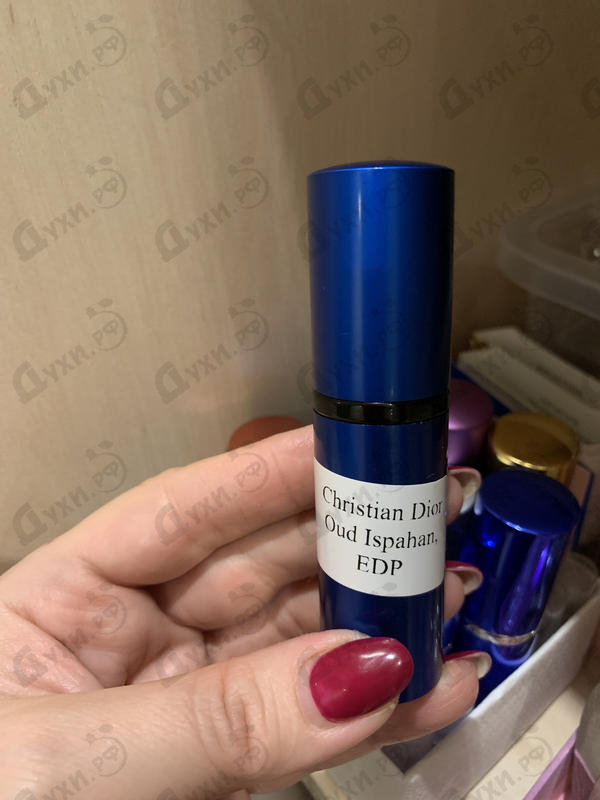 Christian Dior
Oud Ispahan,
EDP
Духи.РФ